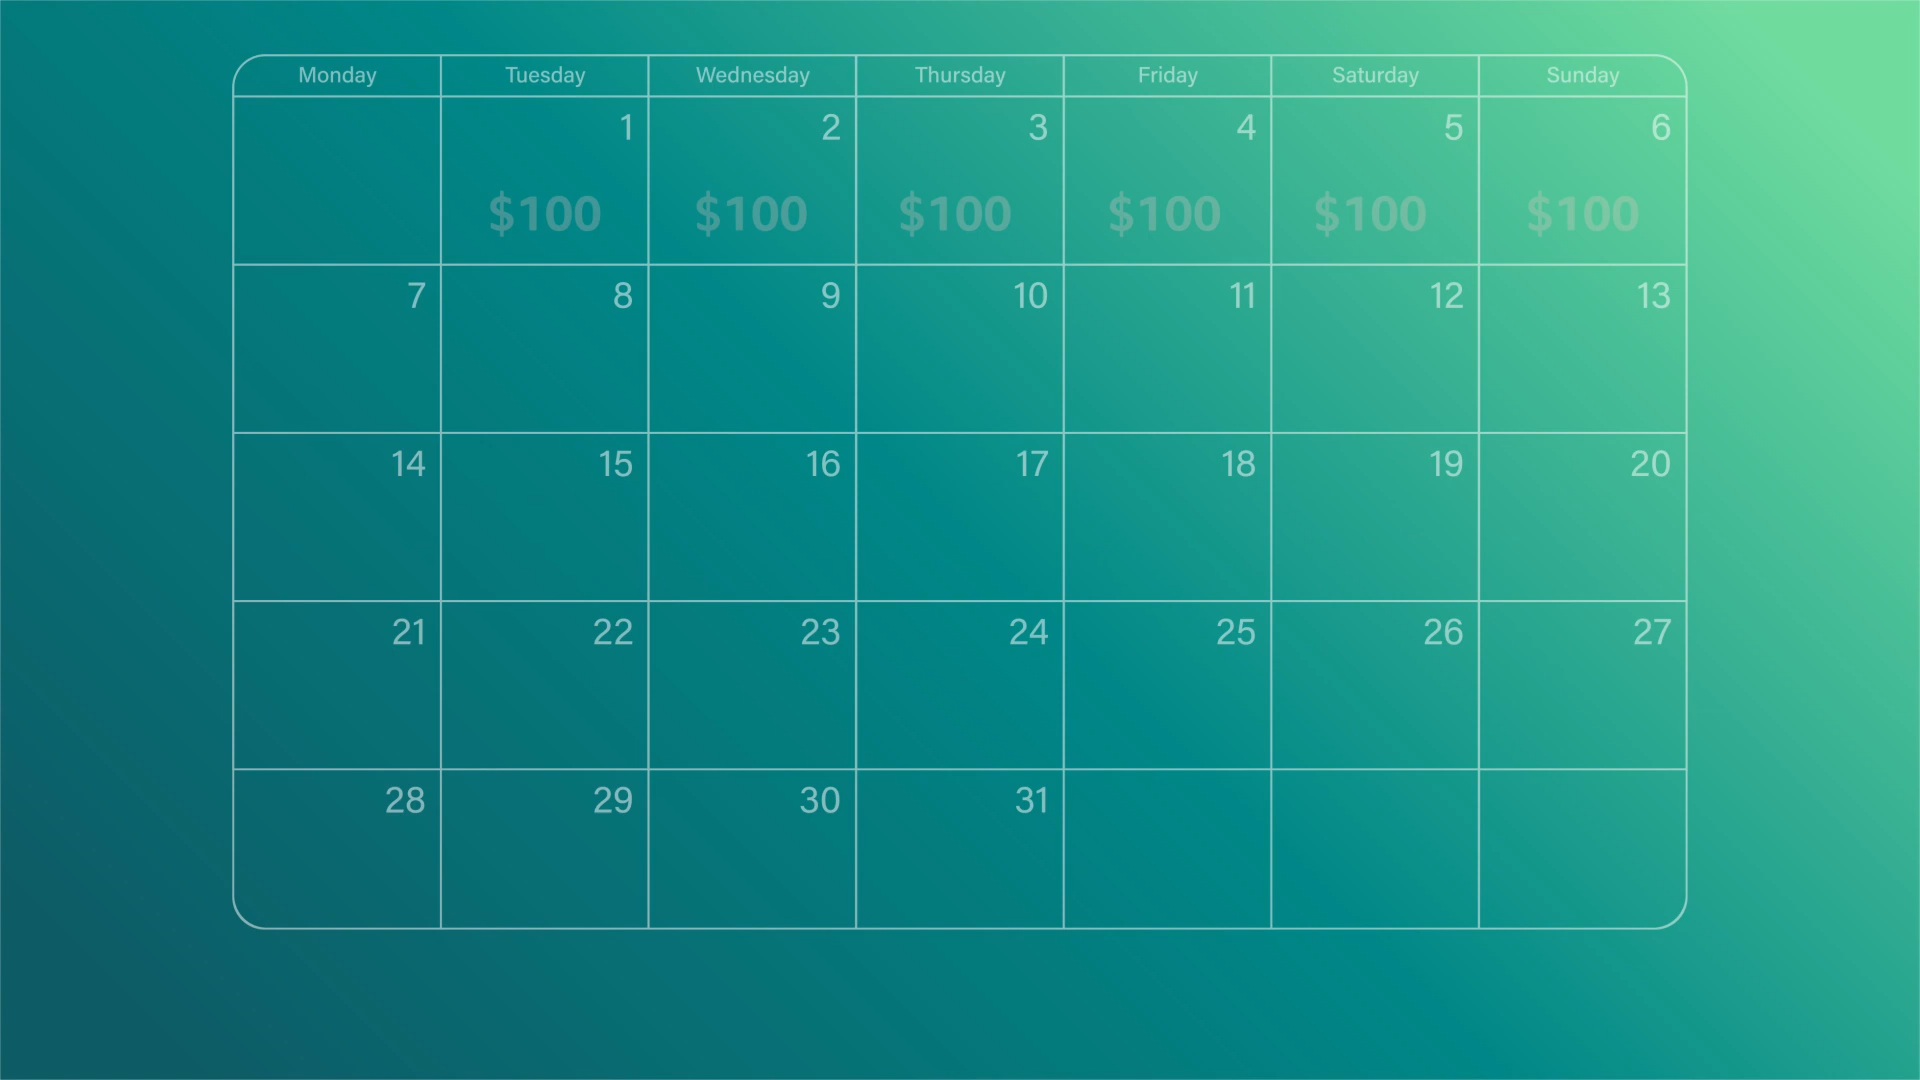 Monday Tuesday Wednesday Thursday Friday Saturday Sunday
1 2 3 4 5 6
$100 $100 $100 $100 $100 $100
7 8 9 10 11 12 13
14 15 16 17 18 19 20
21 22 23 24 25 26 27
28 29 30 31